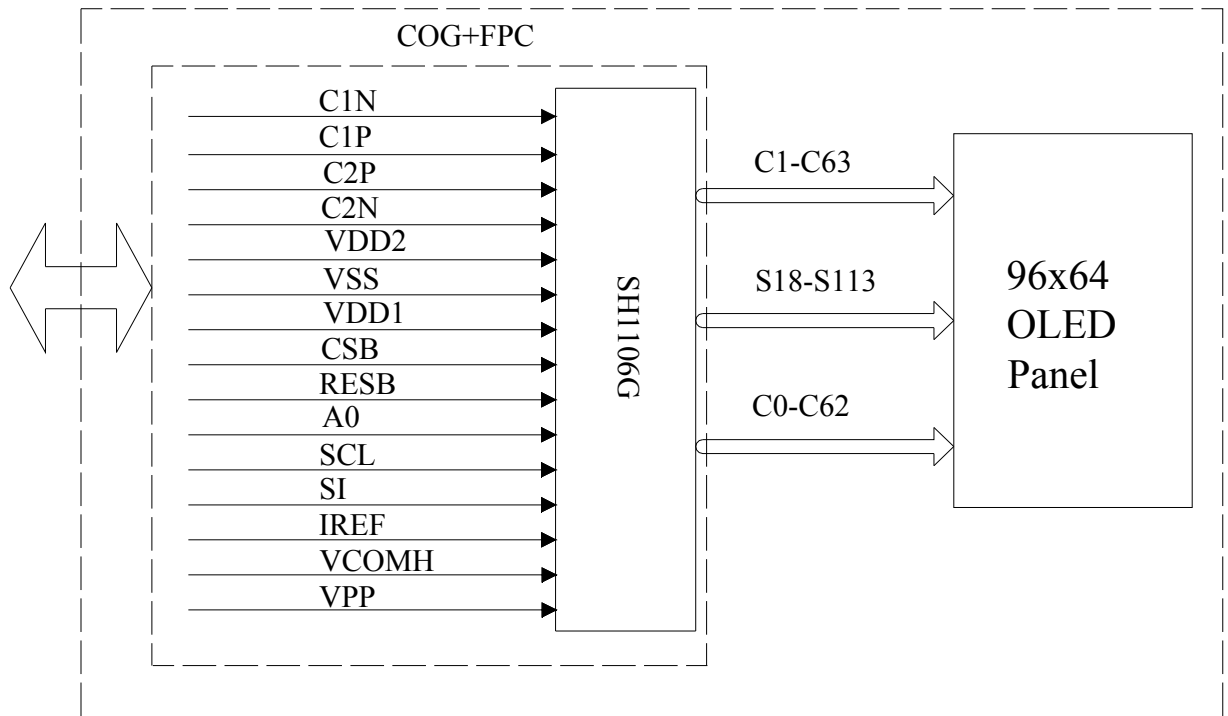 COG+FPC
C1N
C1P
C2P
C2N
VDD2
VSS
VDD1
CSB
RESB
A0
SCL
SI
IREF
VCOMH
VPP
SH1106G
C1-C63
S18-S113
C0-C62
96x64
OLED
Panel